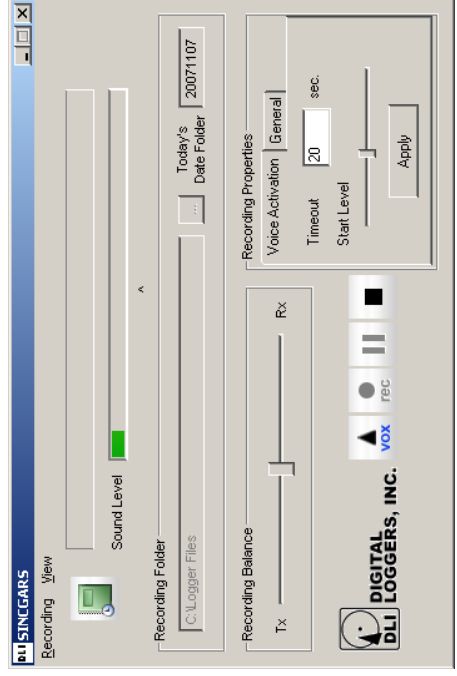 DLI SINCGARS
Recording View
Sound Level
^
Recording Folder
C:\Logger Files
...
Today's
Date Folder
20071107
Recording Balance
Tx
Rx
Recording Properties
Voice Activation General
Timeout 20 sec.
Start Level
Apply
DLI DIGITAL
LOGGERS, INC.
vox
rec